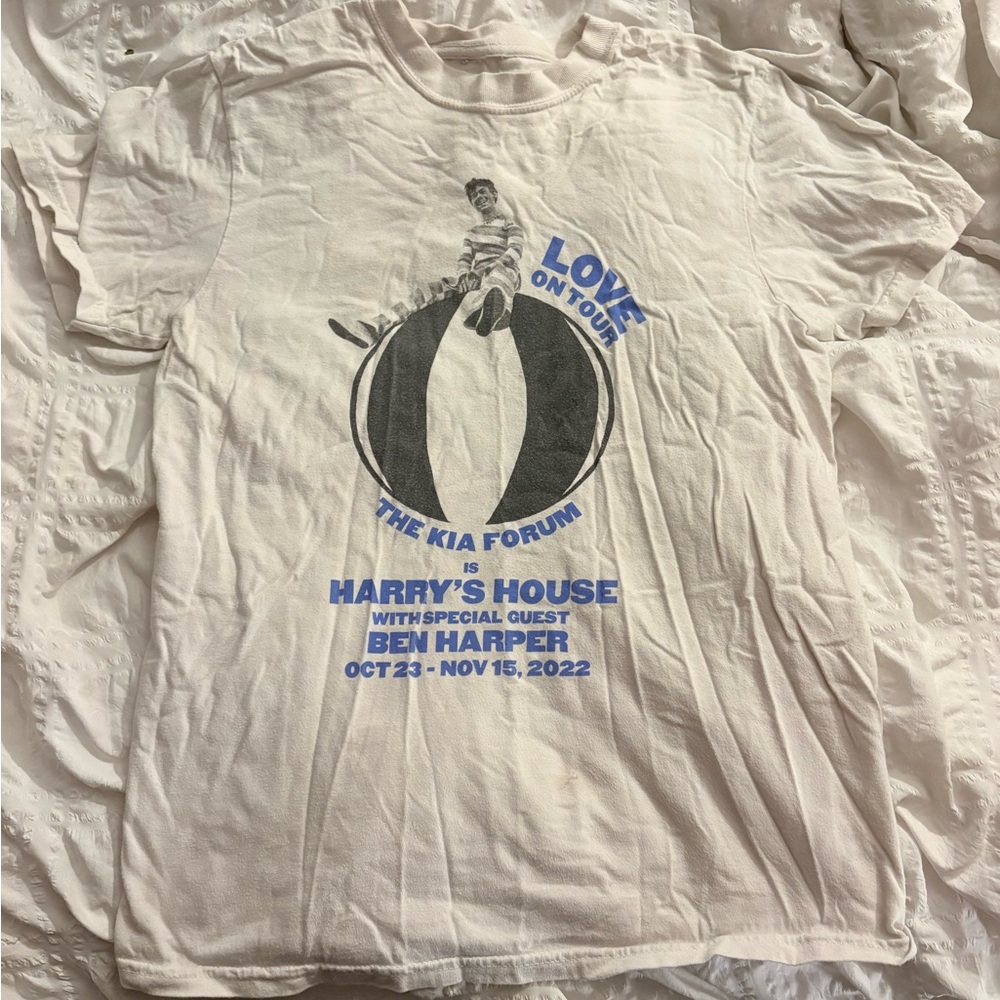 LOVE
ON TOUR
THE KIA FORUM
IS
HARRY'S HOUSE
WITH SPECIAL GUEST
BEN HARPER
OCT 23 - NOV 15, 2022